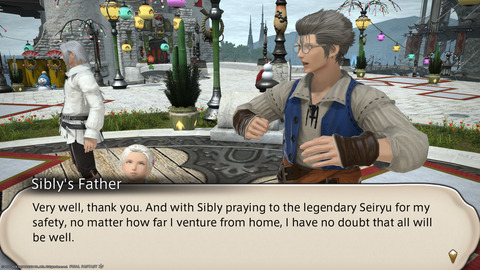 Sibly's Father
Very well, thank you. And with Sibly praying to the legendary Seiryu for my
safety, no matter how far I venture from home, I have no doubt that all will
be well.